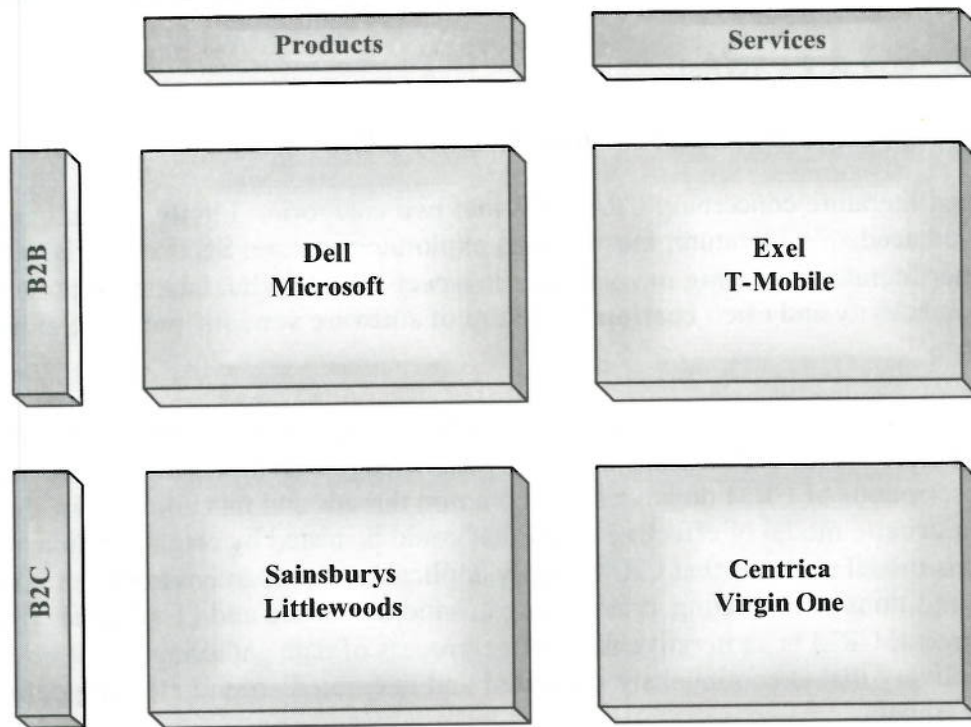 Products
Services
B2B
Dell
Microsoft
Exel
T-Mobile
B2C
Sainsburys
Littlewoods
Centrica
Virgin One